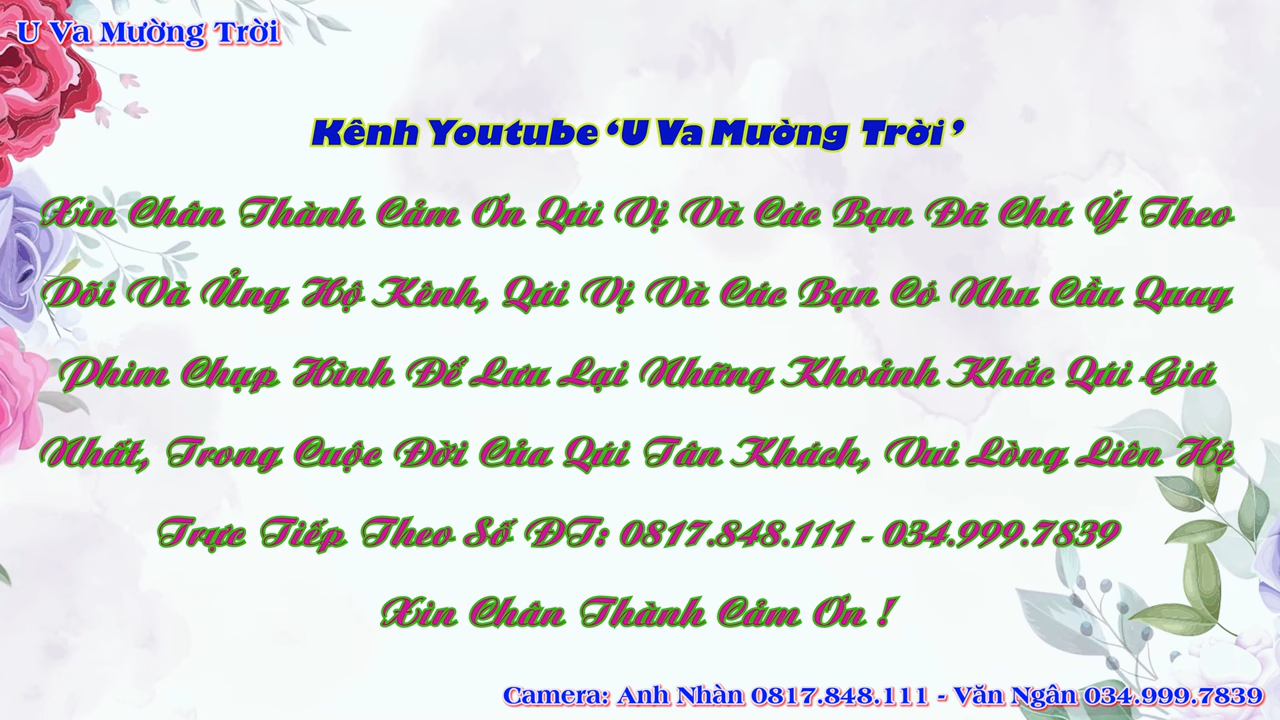 U Va Mường Trời
Kênh Youtube ‘U Va Mường Trời’
Xin Chân Thành Cảm Ơn Qúi Vị Và Các Bạn Đã Chú Ý Theo
Dõi Và Ủng Hộ Kênh, Qúi Vị Và Các Bạn Có Nhu Cầu Quay
Phim Chụp Hình Để Lưu Lại Những Khoảnh Khắc Qúi Giá
Nhất, Trong Cuộc Đời Của Qúi Tân Khách, Vui Lòng Liên Hệ
Trực Tiếp Theo Số ĐT: 0817.848.111 - 034.999.7839
Xin Chân Thành Cảm Ơn !
Camera: Anh Nhàn 0817.848.111 - Văn Ngân 034.999.7839